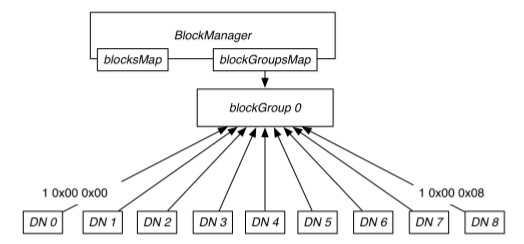 BlockManager
blocksMap
blockGroupsMap
blockGroup 0
1 0x00 0x00
1 0x00 0x08
DN 0
DN 1
DN 2
DN 3
DN 4
DN 5
DN 6
DN 7
DN 8